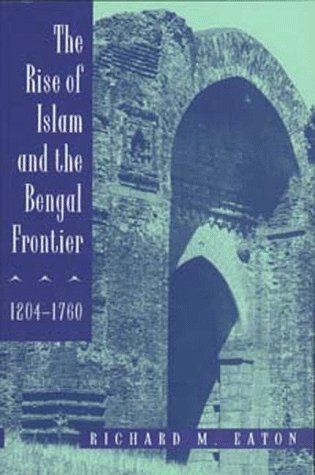 The
Rise of
Islam
and the
Bengal
Frontier
1204–1760
RICHARD M. EATON